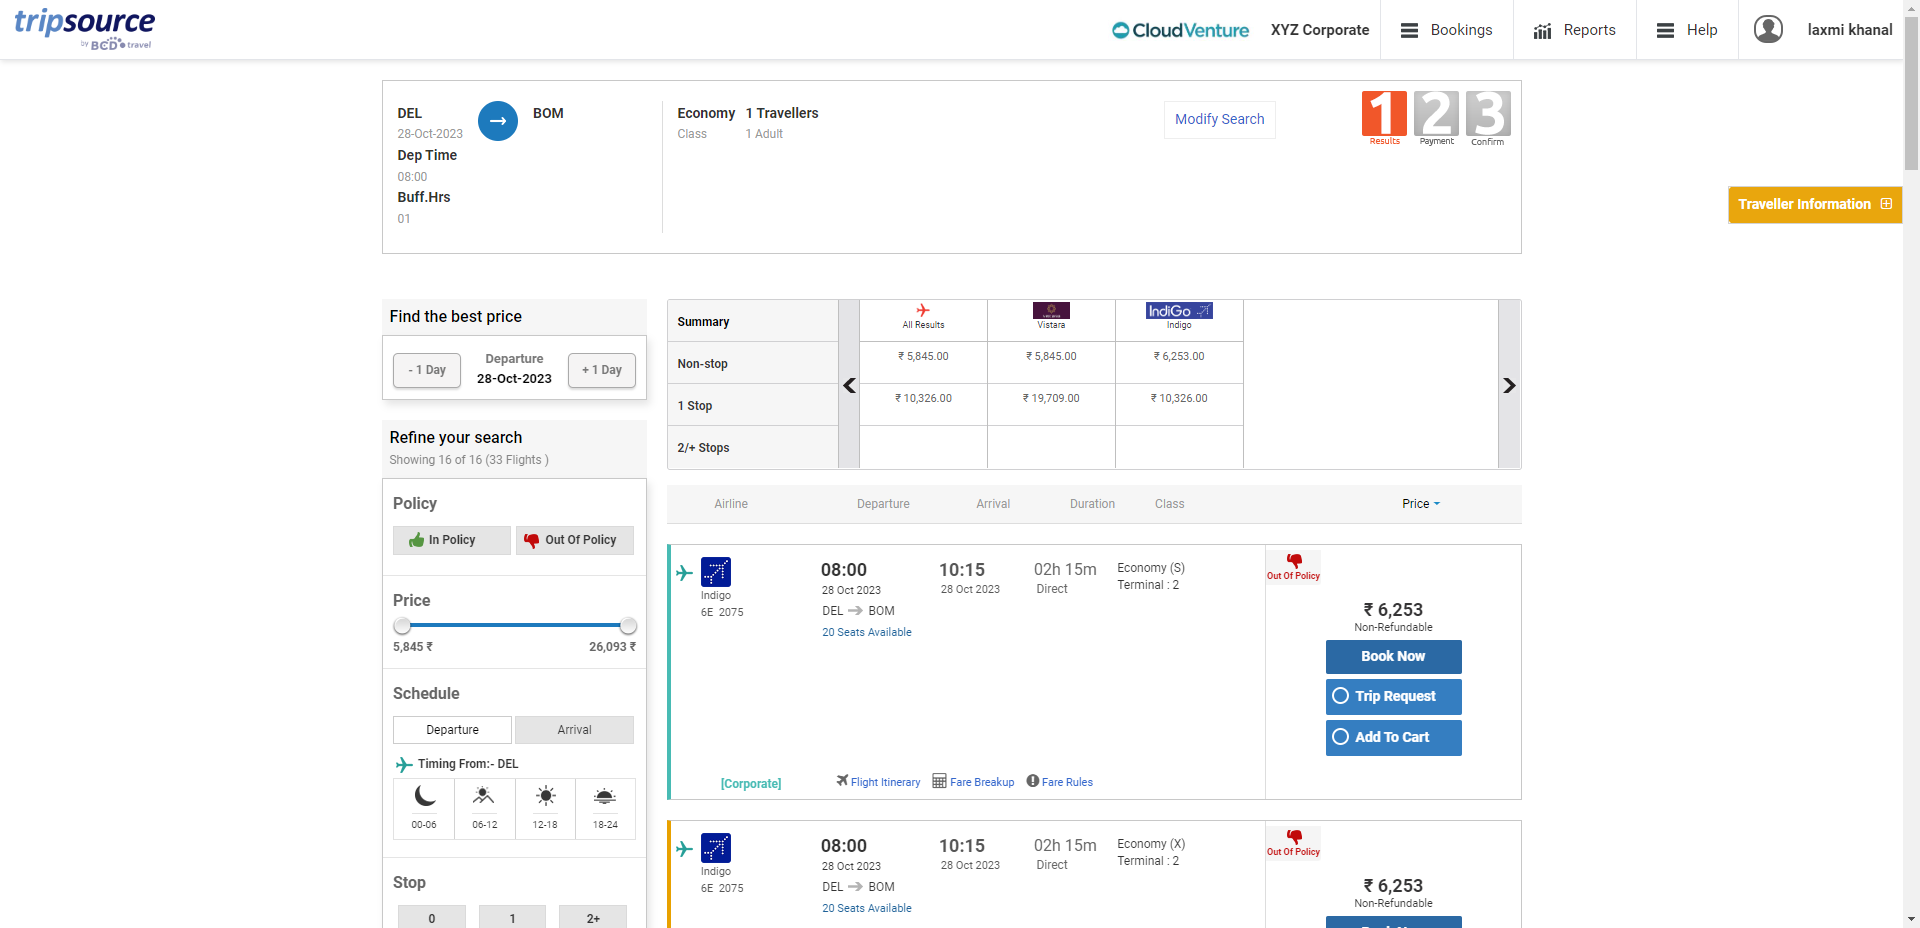 tripsource
by BCD travel
CloudVenture
XYZ Corporate
Bookings
Reports
Help
laxmi khanal
DEL
28-Oct-2023
Dep Time
08:00
Buff.Hrs
01
BOM
Economy
Class
1 Travellers
1 Adult
Modify Search
1
Results
2
Payment
3
Confirm
Traveller Information
Find the best price
- 1 Day
Departure
28-Oct-2023
+ 1 Day
Refine your search
Showing 16 of 16 (33 Flights )
Policy
In Policy
Out Of Policy
Price
5,845 ₹
26,093 ₹
Schedule
Departure
Arrival
Timing From:- DEL
00-06
06-12
12-18
18-24
Stop
0
1
2+
Summary
All Results
Vistara
IndiGo
Indigo
Non-stop
₹ 5,845.00
₹ 5,845.00
₹ 6,253.00
1 Stop
₹ 10,326.00
₹ 19,709.00
₹ 10,326.00
2/+ Stops
Airline
Departure
Arrival
Duration
Class
Price
Indigo
6E 2075
08:00
28 Oct 2023
DEL
BOM
20 Seats Available
10:15
28 Oct 2023
02h 15m
Direct
Economy (S)
Terminal : 2
Out Of Policy
₹ 6,253
Non-Refundable
Book Now
Trip Request
Add To Cart
[Corporate]
Flight Itinerary
Fare Breakup
Fare Rules
Indigo
6E 2075
08:00
28 Oct 2023
DEL
BOM
20 Seats Available
10:15
28 Oct 2023
02h 15m
Direct
Economy (X)
Terminal : 2
Out Of Policy
₹ 6,253
Non-Refundable